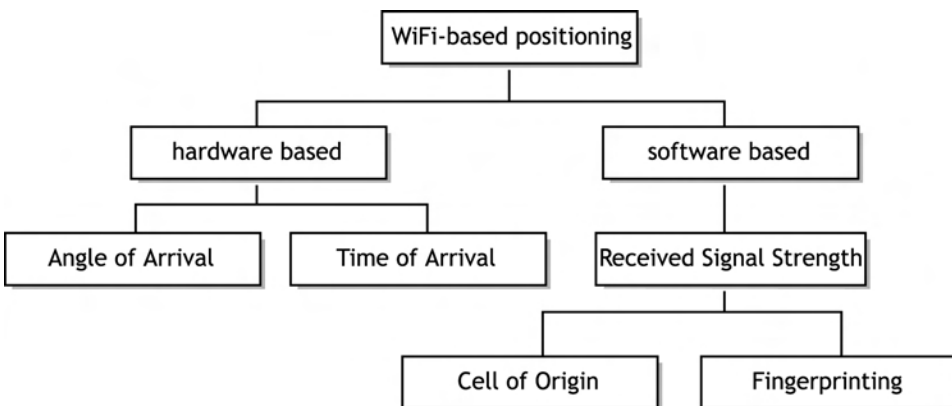 WiFi-based positioning
hardware based
software based
Angle of Arrival
Time of Arrival
Received Signal Strength
Cell of Origin
Fingerprinting